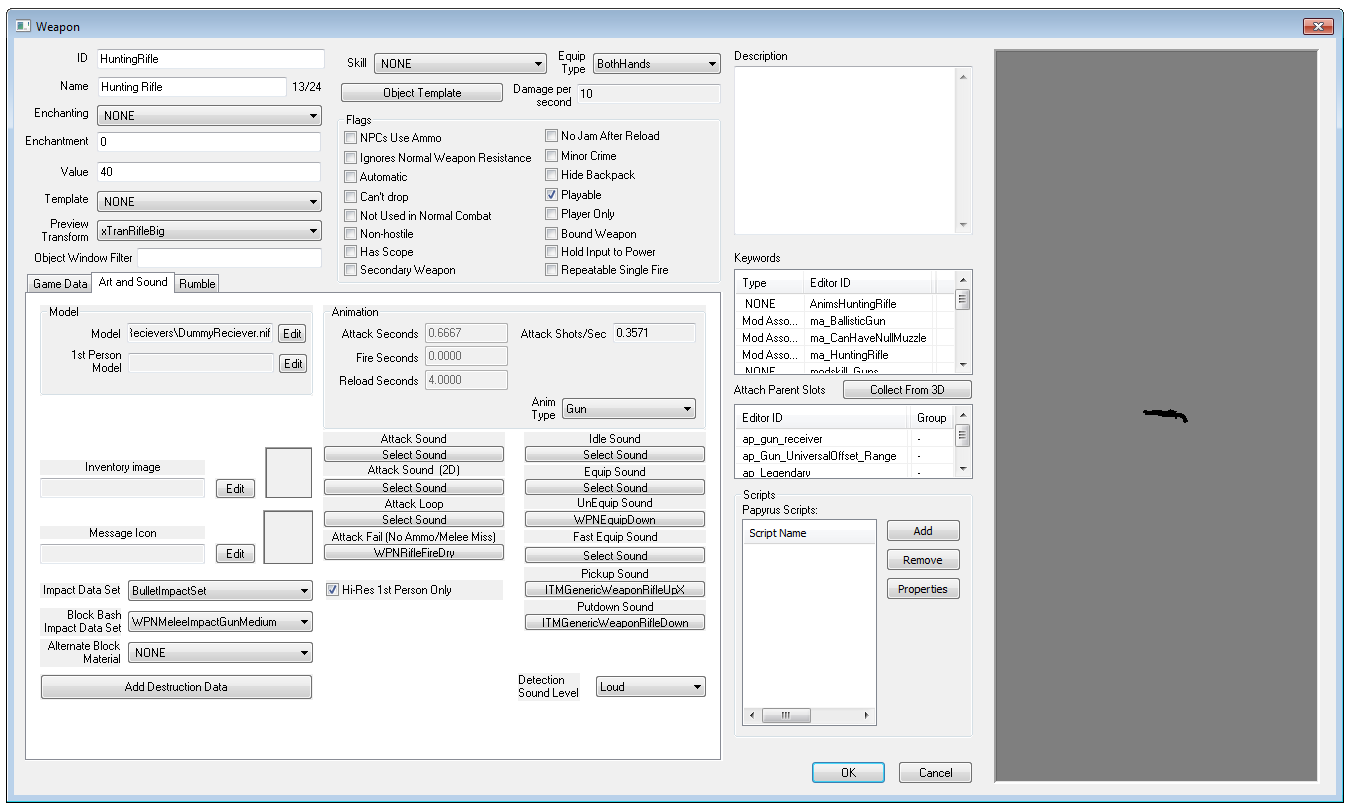 Weapon
ID HuntingRifle
Name Hunting Rifle 13/24
Enchanting NONE
Enchantment 0
Value 40
Template NONE
Preview
Transform xTranRifleBig
Object Window Filter
Skill NONE
Equip
Type BothHands
Object Template
Damage per
second 10
Flags
NPCs Use Ammo
Ignores Normal Weapon Resistance
Automatic
Can't drop
Not Used in Normal Combat
Non-hostile
Has Scope
Secondary Weapon
No Jam After Reload
Minor Crime
Hide Backpack
Playable
Player Only
Bound Weapon
Hold Input to Power
Repeatable Single Fire
Game Data Art and Sound Rumble
Model
Model ecievers\DummyReciever.nif Edit
1st Person
Model Edit
Inventory image
Edit
Message Icon
Edit
Impact Data Set BulletImpactSet
Block Bash
Impact Data Set WPNMeleeImpactGunMedium
Alternate Block
Material NONE
Add Destruction Data
Animation
Attack Seconds 0.6667 Attack Shots/Sec 0.3571
Fire Seconds 0.0000
Reload Seconds 4.0000
Anim
Type Gun
Attack Sound
Select Sound
Attack Sound (2D)
Select Sound
Attack Loop
Select Sound
Attack Fail (No Ammo/Melee Miss)
WPNRifleFireDry
Hi-Res 1st Person Only
Idle Sound
Select Sound
Equip Sound
Select Sound
UnEquip Sound
WPNEquipDown
Fast Equip Sound
Select Sound
Pickup Sound
ITMGenericWeaponRifleUpX
Putdown Sound
ITMGenericWeaponRifleDown
Detection
Sound Level Loud
Description
Keywords
Type Editor ID
NONE AnimsHuntingRifle
Mod Asso... ma_BallisticGun
Mod Asso... ma_CanHaveNullMuzzle
Mod Asso... ma_HuntingRifle
NONE modskill_Guns
Attach Parent Slots Collect From 3D
Editor ID Group
ap_gun_receiver -
ap_Gun_UniversalOffset_Range -
ap_Legendary -
Scripts
Papyrus Scripts:
Script Name
Add
Remove
Properties
OK Cancel